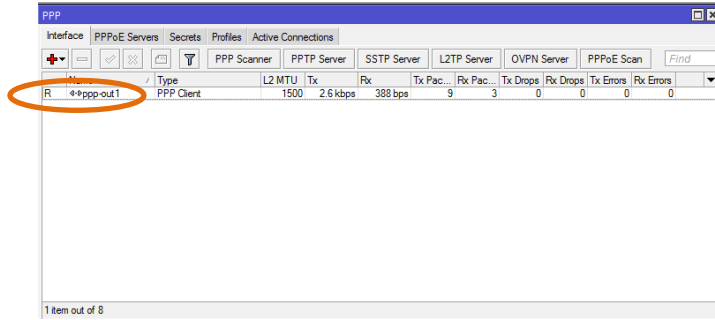 PPP
Interface PPPoE Servers Secrets Profiles Active Connections
PPP Scanner PPTP Server SSTP Server L2TP Server OVPN Server PPPoE Scan Find
Name Type L2 MTU Tx Rx Tx Pac... Rx Pac... Tx Drops Rx Drops Tx Errors Rx Errors
R ppp-out1 PPP Client 1500 2.6 kbps 388 bps 9 3 0 0 0 0
1 item out of 8